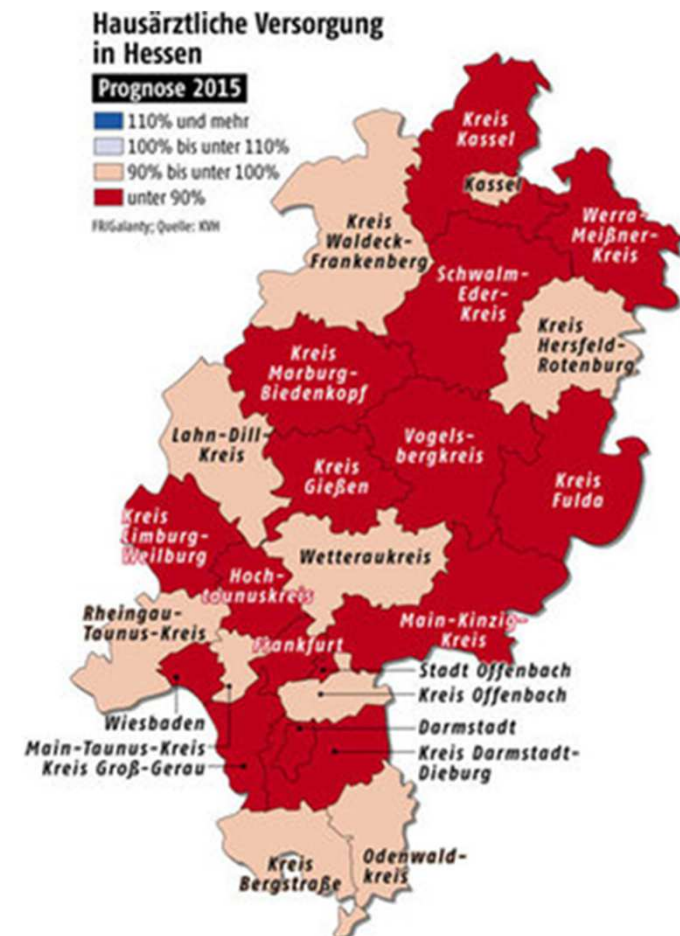 Hausärztliche Versorgung
in Hessen
Prognose 2015
110% und mehr
100% bis unter 110%
90% bis unter 100%
unter 90%
FR/Galanty; Quelle: KVH
Kreis
Kassel
Kassel
Werra-
Meißner-
Kreis
Kreis
Waldeck-
Frankenberg
Schwalm-
Eder-
Kreis
Kreis
Hersfeld-
Rotenburg
Kreis
Marburg-
Biedenkopf
Lahn-Dill-
Kreis
Vogels-
bergkreis
Kreis
Gießen
Kreis
Fulda
Kreis
Limburg-
Weilburg
Wetteraukreis
Hoch-
taunuskreis
Rheingau-
Taunus-Kreis
Main-Kinzig-
Kreis
Frankfurt
Stadt Offenbach
Kreis Offenbach
Wiesbaden
Darmstadt
Main-Taunus-Kreis
Kreis Groß-Gerau
Kreis Darmstadt-
Dieburg
Odenwald-
kreis
Kreis
Bergstraße